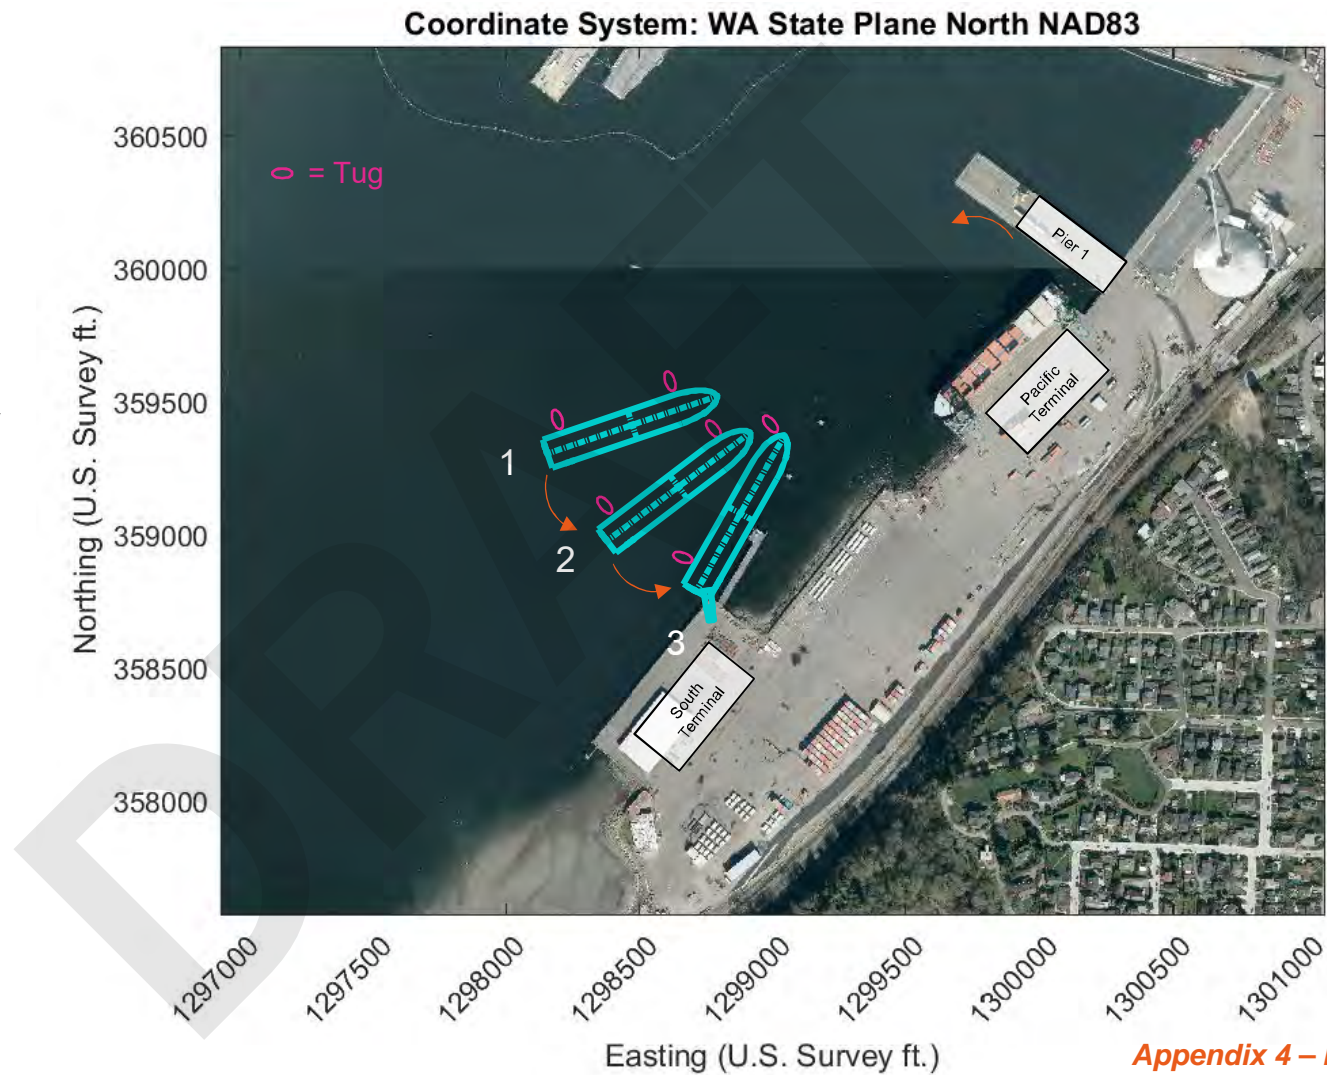 Coordinate System: WA State Plane North NAD83
360500
360000
359500
359000
358500
358000
Northing (U.S. Survey ft.)
= Tug
Pier 1
Pacific
Terminal
1
2
3
South
Terminal
DRAFT
1297000
1297500
1298000
1298500
1299000
1299500
1300000
1300500
1301000
Easting (U.S. Survey ft.)
Appendix 4 –